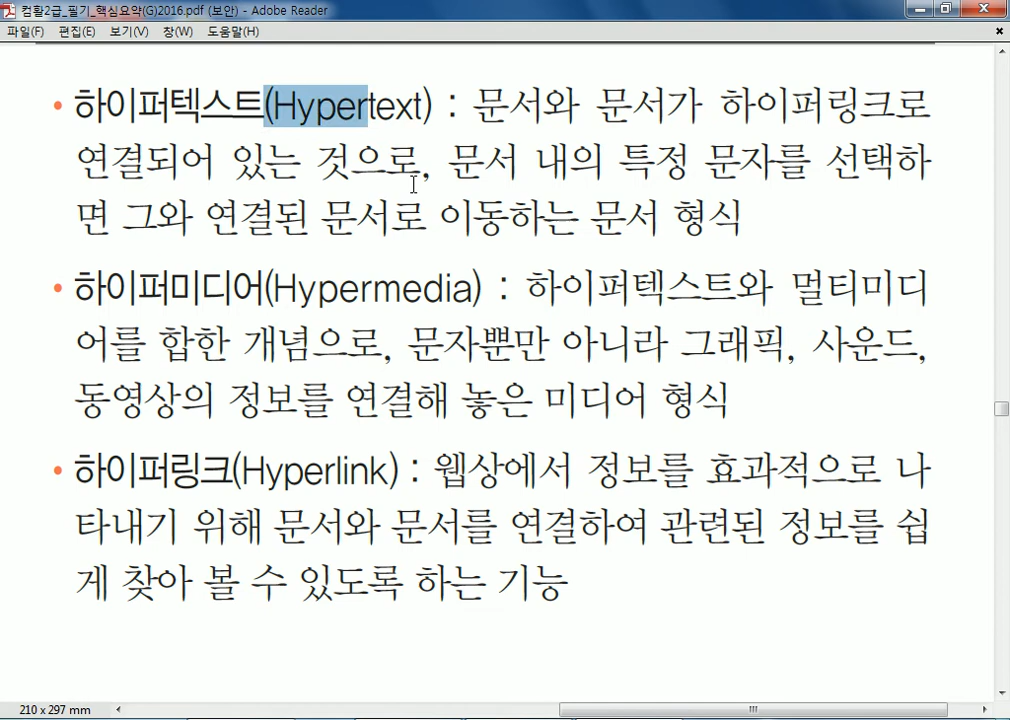 컴활2급_필기_핵심요약(G)2016.pdf (보안) - Adobe Reader
파일(F) 편집(E) 보기(V) 창(W) 도움말(H)
• 하이퍼텍스트(Hypertext) : 문서와 문서가 하이퍼링크로
연결되어 있는 것으로, 문서 내의 특정 문자를 선택하
면 그와 연결된 문서로 이동하는 문서 형식
• 하이퍼미디어(Hypermedia) : 하이퍼텍스트와 멀티미디
어를 합한 개념으로, 문자뿐만 아니라 그래픽, 사운드,
동영상의 정보를 연결해 놓은 미디어 형식
• 하이퍼링크(Hyperlink) : 웹상에서 정보를 효과적으로 나
타내기 위해 문서와 문서를 연결하여 관련된 정보를 쉽
게 찾아 볼 수 있도록 하는 기능
210 x 297 mm